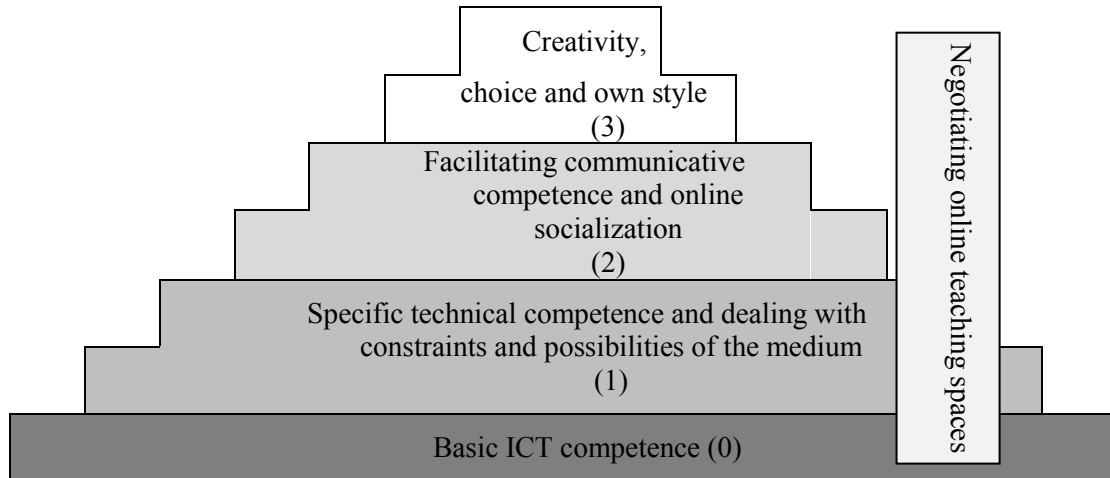 Creativity,
choice and own style
(3)
Facilitating communicative
competence and online
socialization
(2)
Specific technical competence and dealing with
constraints and possibilities of the medium
(1)
Basic ICT competence (0)
Negotiating online teaching spaces